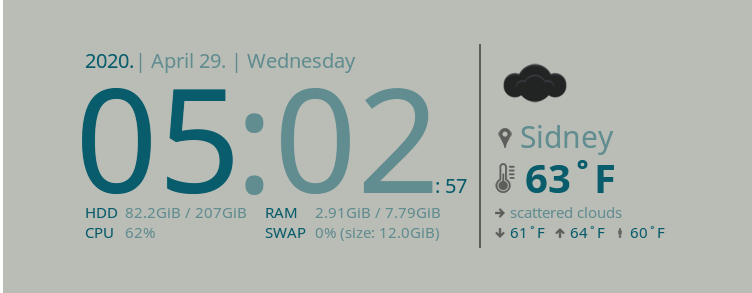 2020.| April 29. | Wednesday
05:02: 57
HDD 82.2GiB / 207GiB RAM 2.91GiB / 7.79GiB
CPU 62% SWAP 0% (size: 12.0GiB)
Sidney
63°F
scattered clouds
61°F 64°F 60°F